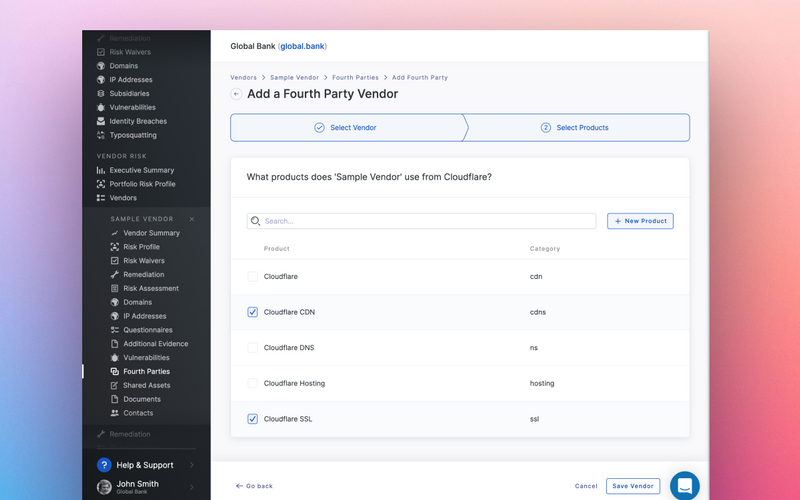 Remediation
Risk Waivers
Domains
IP Addresses
Subsidiaries
Vulnerabilities
Identity Breaches
Typosquatting
VENDOR RISK
Executive Summary
Portfolio Risk Profile
Vendors
SAMPLE VENDOR
Vendor Summary
Risk Profile
Risk Waivers
Remediation
Risk Assessment
Domains
IP Addresses
Questionnaires
Additional Evidence
Vulnerabilities
Fourth Parties
Shared Assets
Documents
Contacts
Remediation
Help & Support
John Smith
Global Bank
Global Bank (global.bank)
Vendors > Sample Vendor > Fourth Parties > Add Fourth Party
Add a Fourth Party Vendor
Select Vendor
2 Select Products
What products does 'Sample Vendor' use from Cloudflare?
Search...
+ New Product
Product Category
Cloudflare cdn
Cloudflare CDN cdns
Cloudflare DNS ns
Cloudflare Hosting hosting
Cloudflare SSL ssl
← Go back
Cancel
Save Vendor